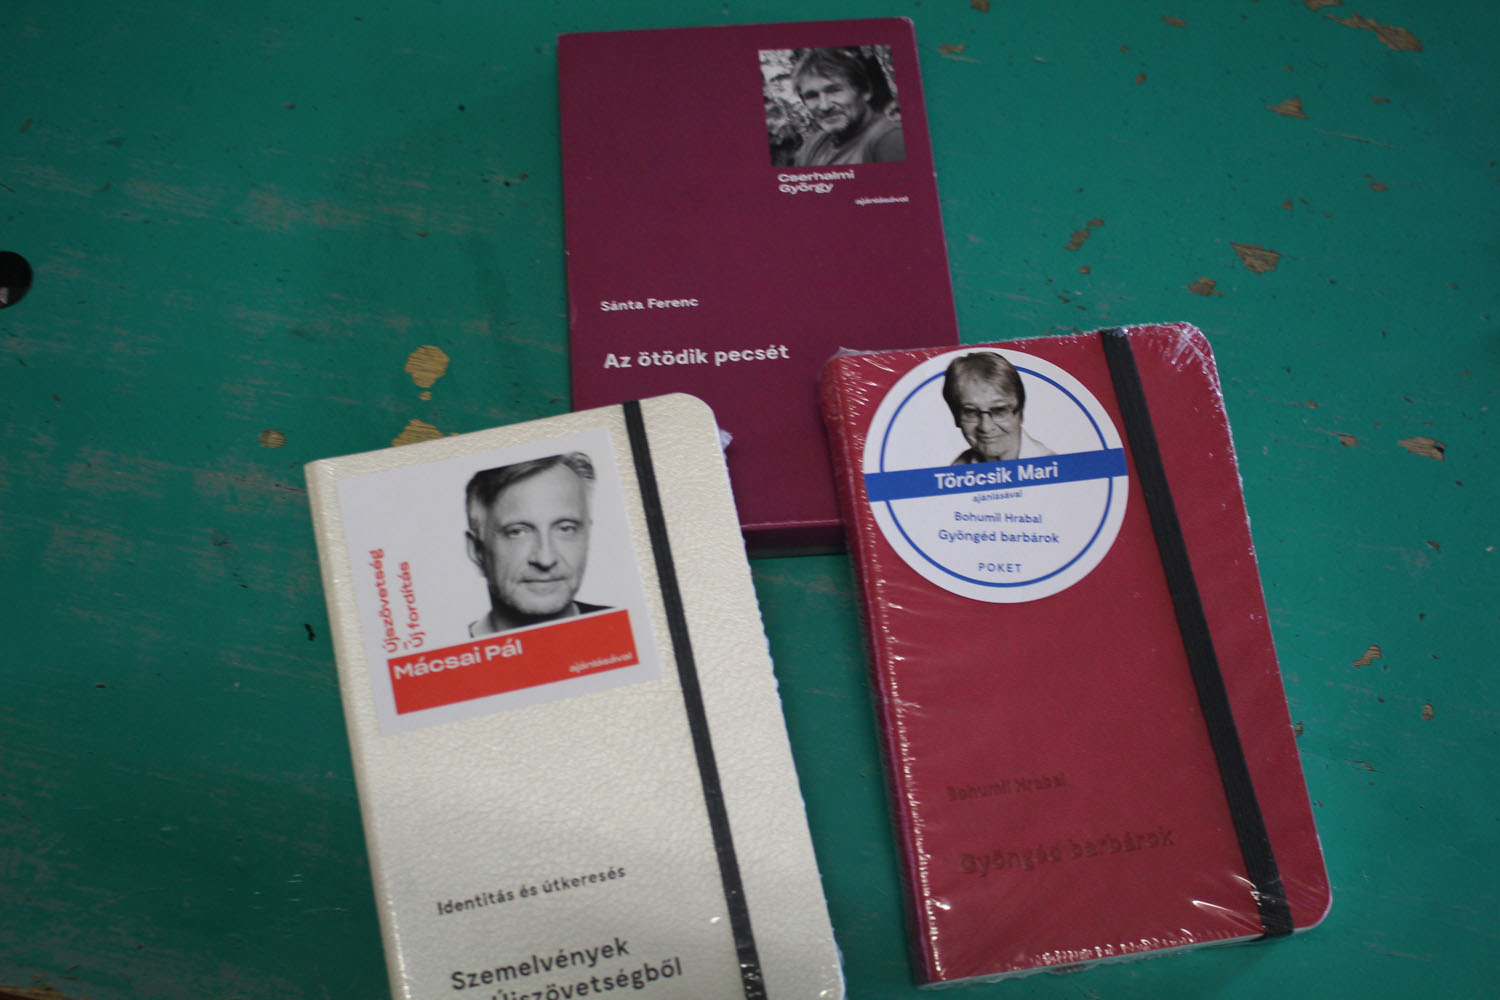 Cserhalmi
György
ajánlásával
Sánta Ferenc
Az ötödik pecsét
Újszövetség
Új fordítás
Mácsai Pál
ajánlásával
Identitás és útkeresés
Szemelvények
Újszövetségből
Törőcsik Mari
ajánlásával
Bohumil Hrabal
Gyöngéd barbárok
POKET
Bohumil Hrabal
Gyöngéd barbárok